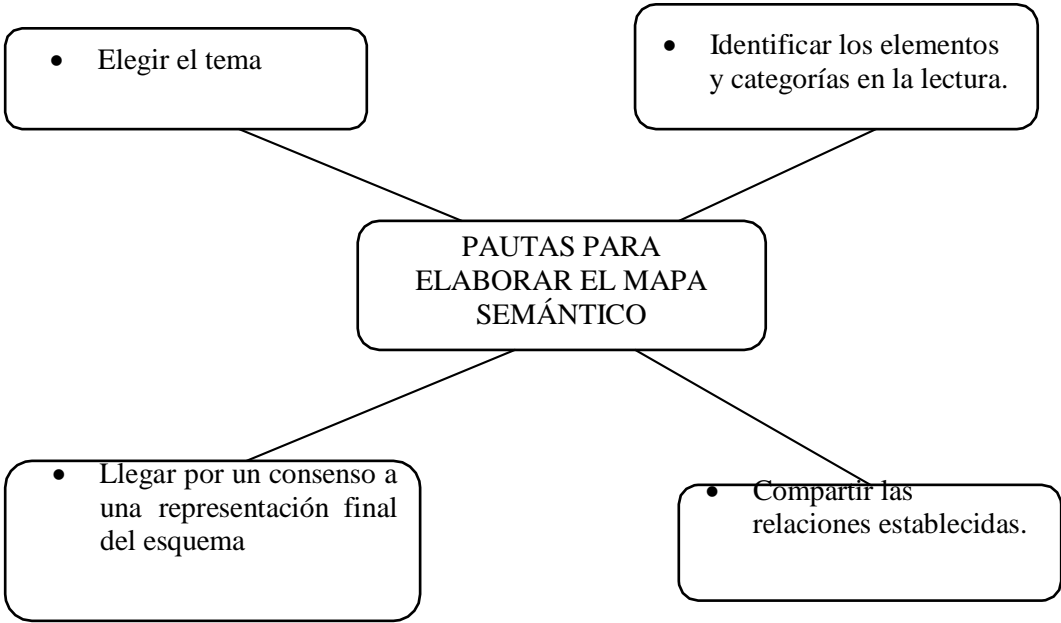 • Elegir el tema
• Identificar los elementos
y categorías en la lectura.
PAUTAS PARA
ELABORAR EL MAPA
SEMÁNTICO
• Llegar por un consenso a
una representación final
del esquema
• Compartir las
relaciones establecidas.